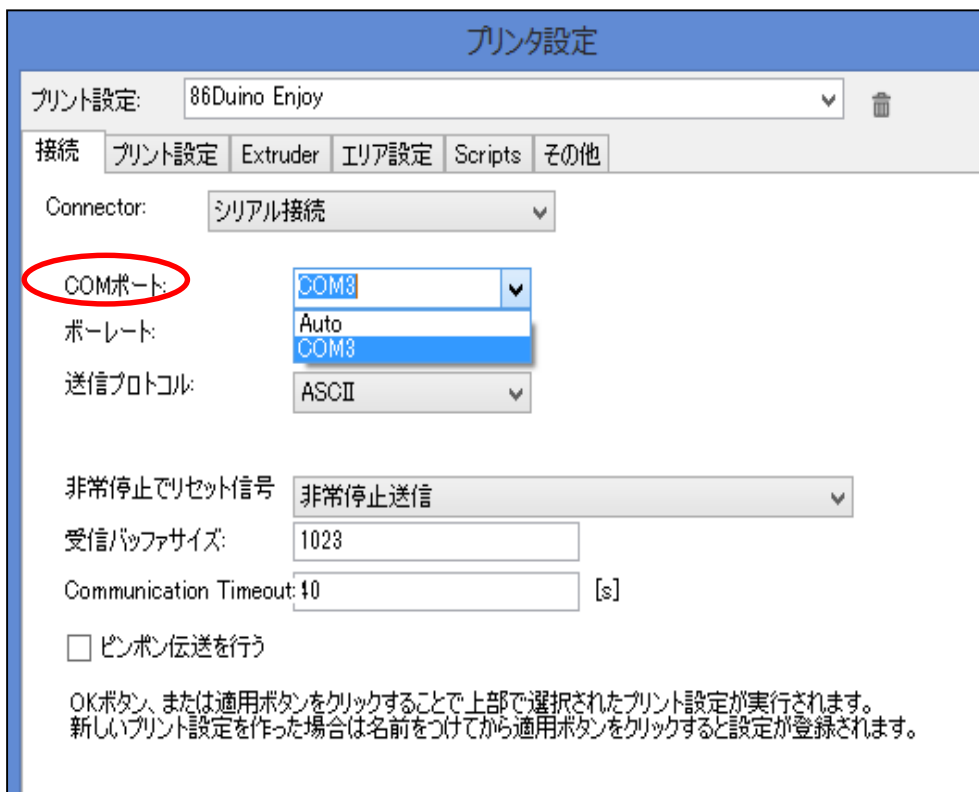 プリンタ設定
プリント設定: 86Duino Enjoy
接続 プリント設定 Extruder エリア設定 Scripts その他
Connector: シリアル接続
COMポート: COM3
Auto
ボーレート:
COM3
送信プロトコル: ASCII
非常停止でリセット信号 非常停止送信
受信バッファサイズ: 1023
Communication Timeout: 40 [s]
ピンポン伝送を行う
OKボタン、または適用ボタンをクリックすることで上部で選択されたプリント設定が実行されます。
新しいプリント設定を作った場合は名前をつけてから適用ボタンをクリックすると設定が登録されます。